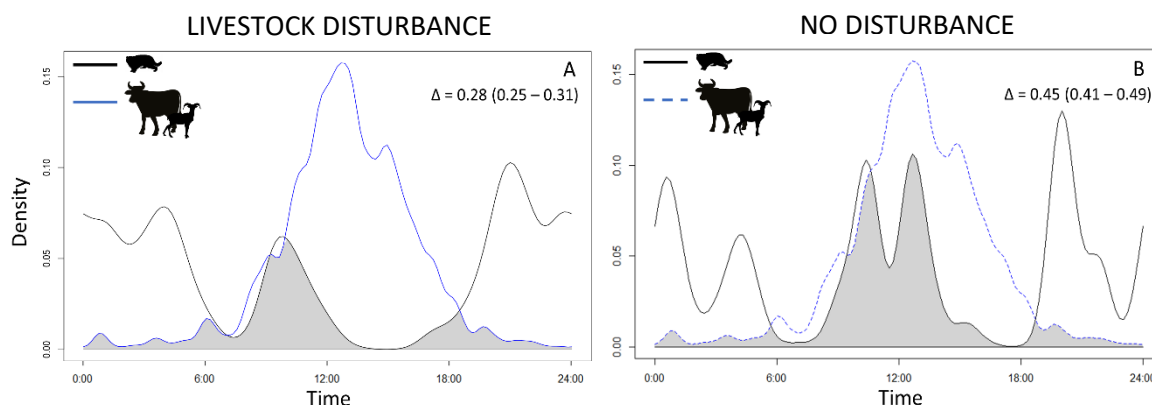 LIVESTOCK DISTURBANCE
A
Δ = 0.28 (0.25 – 0.31)
Density
0.15
0.10
0.05
0.00
0:00 6:00 12:00 18:00 24:00
Time
NO DISTURBANCE
B
Δ = 0.45 (0.41 – 0.49)
0.15
0.10
0.05
0.00
0:00 6:00 12:00 18:00 24:00
Time